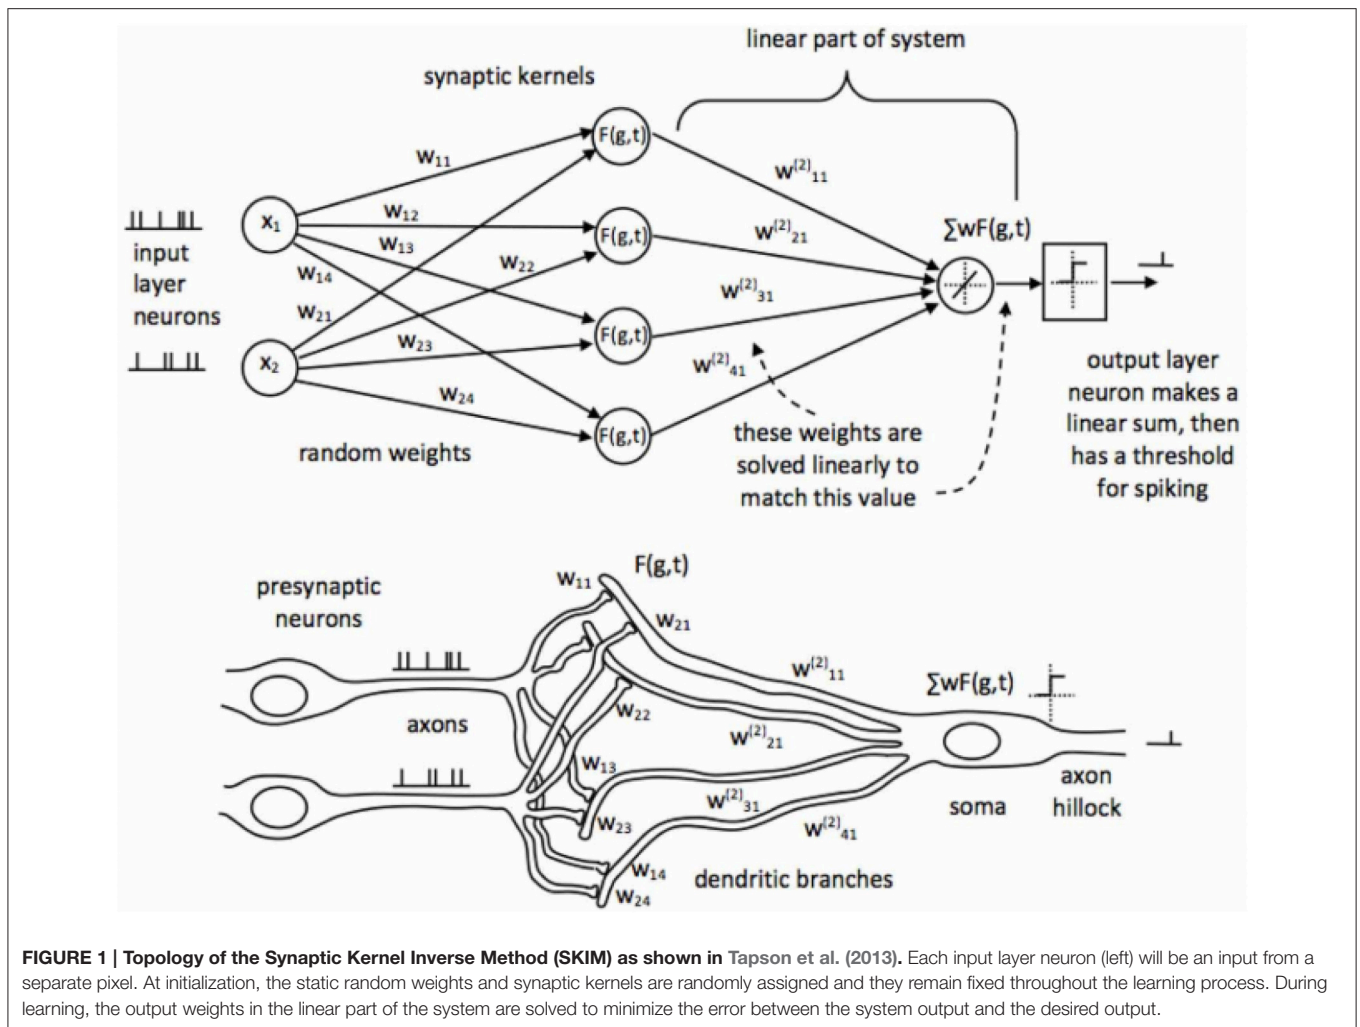 linear part of system
synaptic kernels
F(g,t)
w₁₁
w⁽²⁾₁₁
x₁
w₁₂
F(g,t)
w⁽²⁾₂₁
∑wF(g,t)
input
layer
neurons
w₁₃
w₁₄
w₂₂
w⁽²⁾₃₁
w₂₁
F(g,t)
w₂₃
x₂
w⁽²⁾₄₁
w₂₄
F(g,t)
random weights
these weights are
solved linearly to
match this value
output layer
neuron makes a
linear sum, then
has a threshold
for spiking
presynaptic
neurons
F(g,t)
w₁₁
w₂₁
w⁽²⁾₁₁
∑wF(g,t)
axons
w₂₂
w⁽²⁾₂₁
w₁₃
w⁽²⁾₃₁
w₂₃
w⁽²⁾₄₁
soma
axon
hillock
w₁₄
w₂₄
dendritic branches
FIGURE 1 | Topology of the Synaptic Kernel Inverse Method (SKIM) as shown in Tapson et al. (2013). Each input layer neuron (left) will be an input from a
separate pixel. At initialization, the static random weights and synaptic kernels are randomly assigned and they remain fixed throughout the learning process. During
learning, the output weights in the linear part of the system are solved to minimize the error between the system output and the desired output.